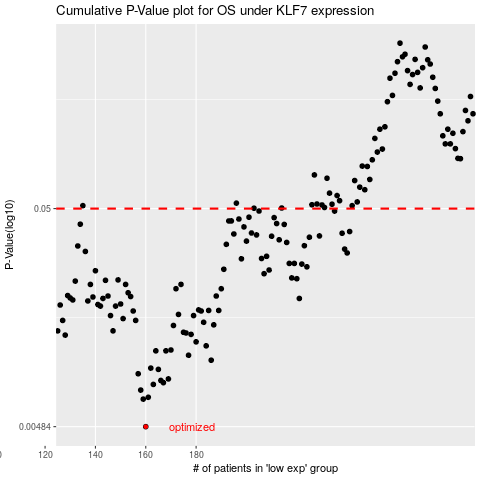 Cumulative P-Value plot for OS under KLF7 expression
P-Value(log10)
0.05
0.00484
optimized
0 120 140 160 180
# of patients in 'low exp' group